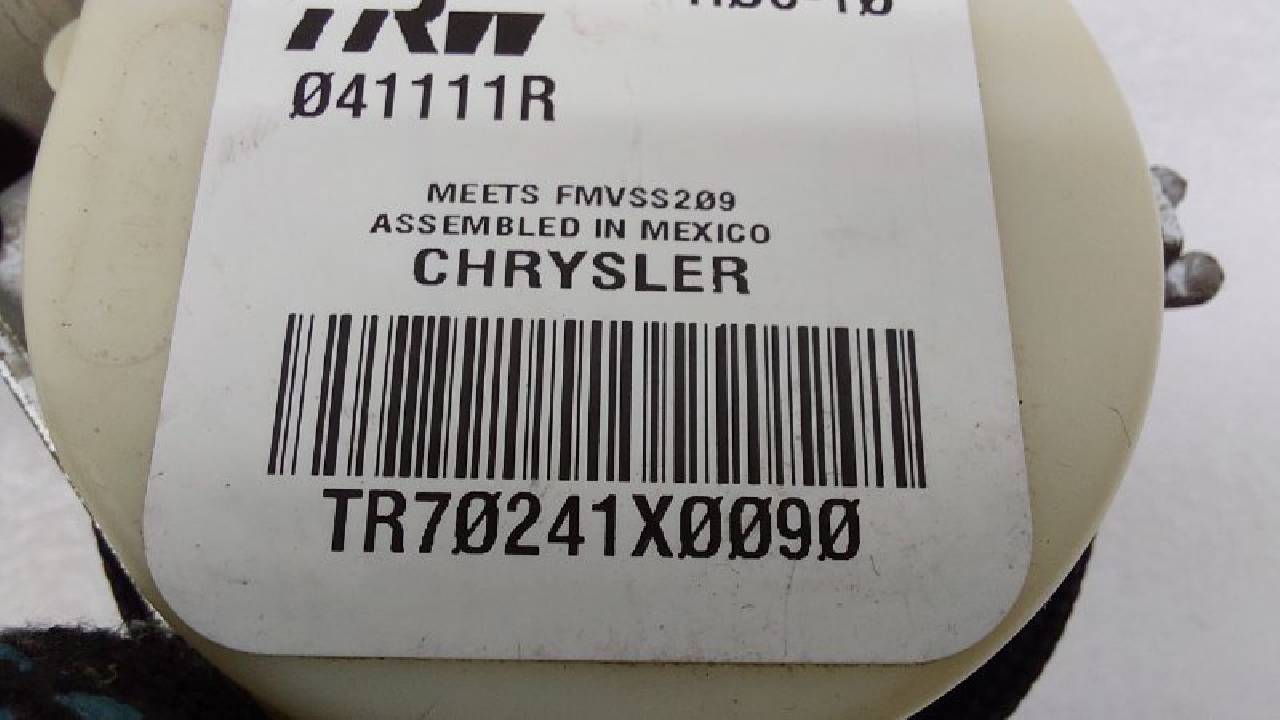 TRW
Ø41111R
MEETS FMVSS2Ø9
ASSEMBLED IN MEXICO
CHRYSLER
TR7Ø241XØØ9Ø